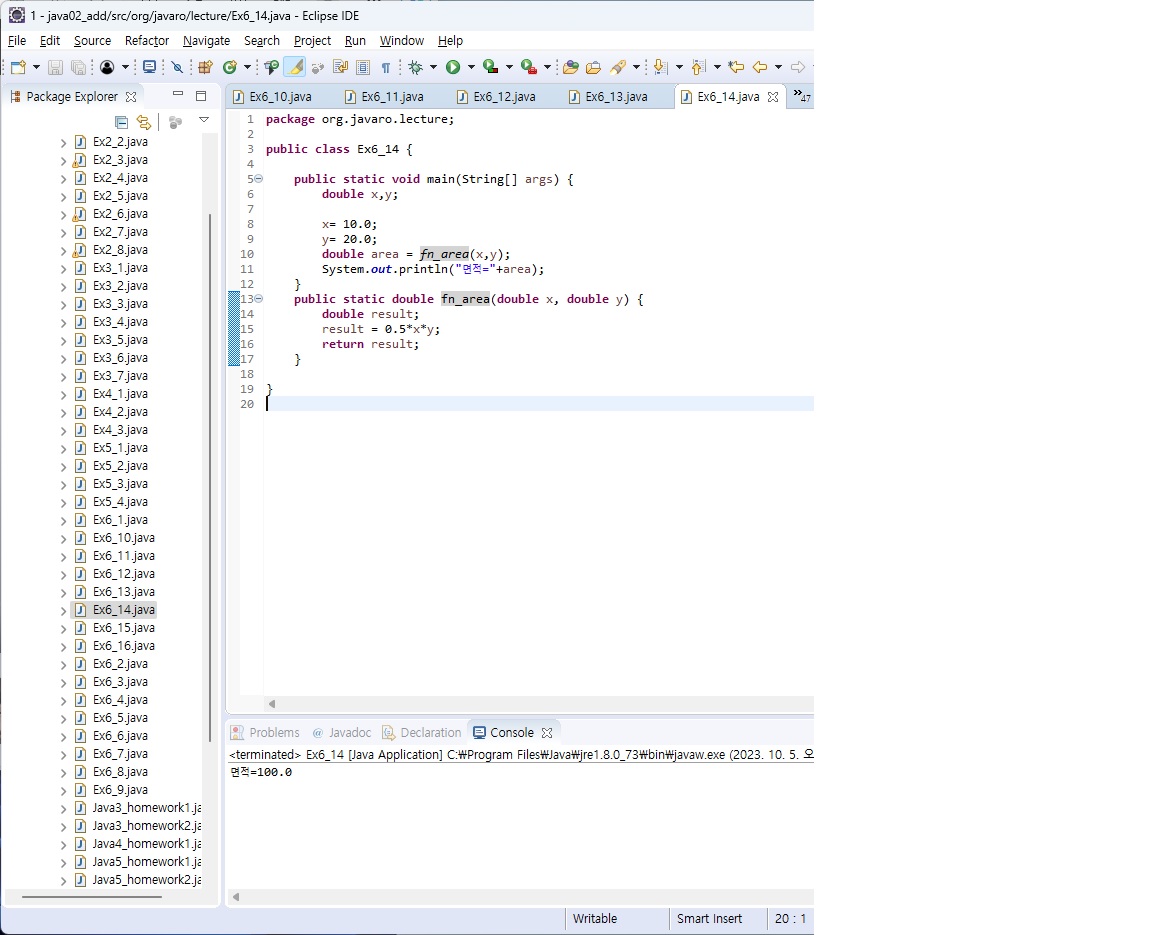 1 - java02_add/src/org/javaro/lecture/Ex6_14.java - Eclipse IDE
File Edit Source Refactor Navigate Search Project Run Window Help
Package Explorer
Ex2_2.java
Ex2_3.java
Ex2_4.java
Ex2_5.java
Ex2_6.java
Ex2_7.java
Ex2_8.java
Ex3_1.java
Ex3_2.java
Ex3_3.java
Ex3_4.java
Ex3_5.java
Ex3_6.java
Ex3_7.java
Ex4_1.java
Ex4_2.java
Ex4_3.java
Ex5_1.java
Ex5_2.java
Ex5_3.java
Ex5_4.java
Ex6_1.java
Ex6_10.java
Ex6_11.java
Ex6_12.java
Ex6_13.java
Ex6_14.java
Ex6_15.java
Ex6_16.java
Ex6_2.java
Ex6_3.java
Ex6_4.java
Ex6_5.java
Ex6_6.java
Ex6_7.java
Ex6_8.java
Ex6_9.java
Java3_homework1.ja
Java3_homework2.ja
Java4_homework1.ja
Java5_homework1.ja
Java5_homework2.ja
Ex6_10.java Ex6_11.java Ex6_12.java Ex6_13.java Ex6_14.java »47
1 package org.javaro.lecture;
2
3 public class Ex6_14 {
4
5 public static void main(String[] args) {
6 double x,y;
7
8 x= 10.0;
9 y= 20.0;
10 double area = fn_area(x,y);
11 System.out.println("면적="+area);
12 }
13 public static double fn_area(double x, double y) {
14 double result;
15 result = 0.5*x*y;
16 return result;
17 }
18
19 }
20
Problems @ Javadoc Declaration Console
<terminated> Ex6_14 [Java Application] C:₩Program Files₩Java₩jre1.8.0_73₩bin₩javaw.exe (2023. 10. 5. 오
면적=100.0
Writable Smart Insert 20 : 1